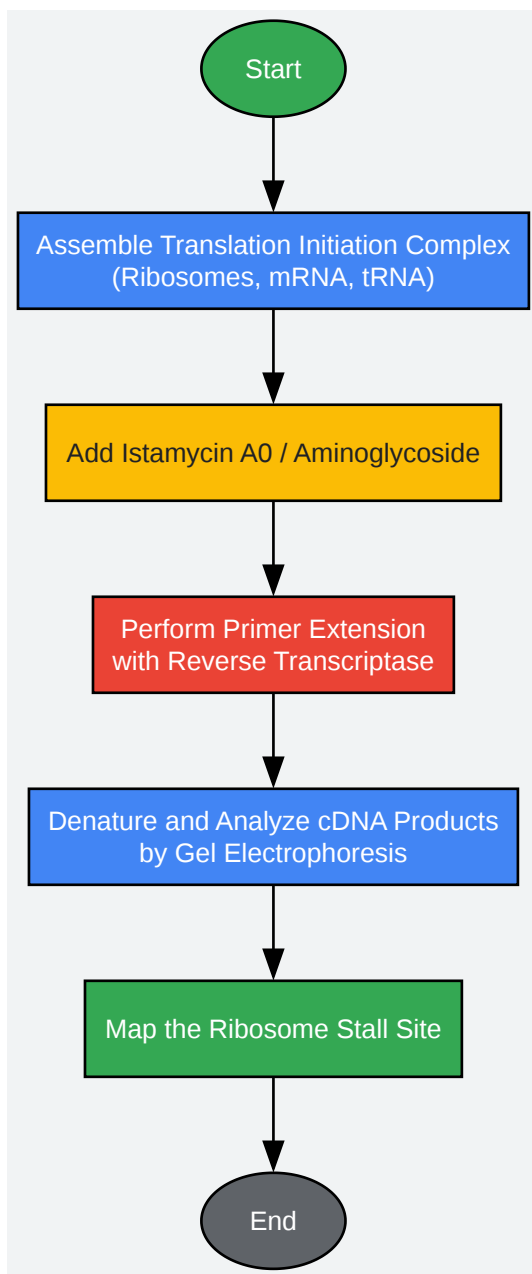 Start
Assemble Translation Initiation Complex
(Ribosomes, mRNA, tRNA)
Add Istamycin A0 / Aminoglycoside
Perform Primer Extension
with Reverse Transcriptase
Denature and Analyze cDNA Products
by Gel Electrophoresis
Map the Ribosome Stall Site
End